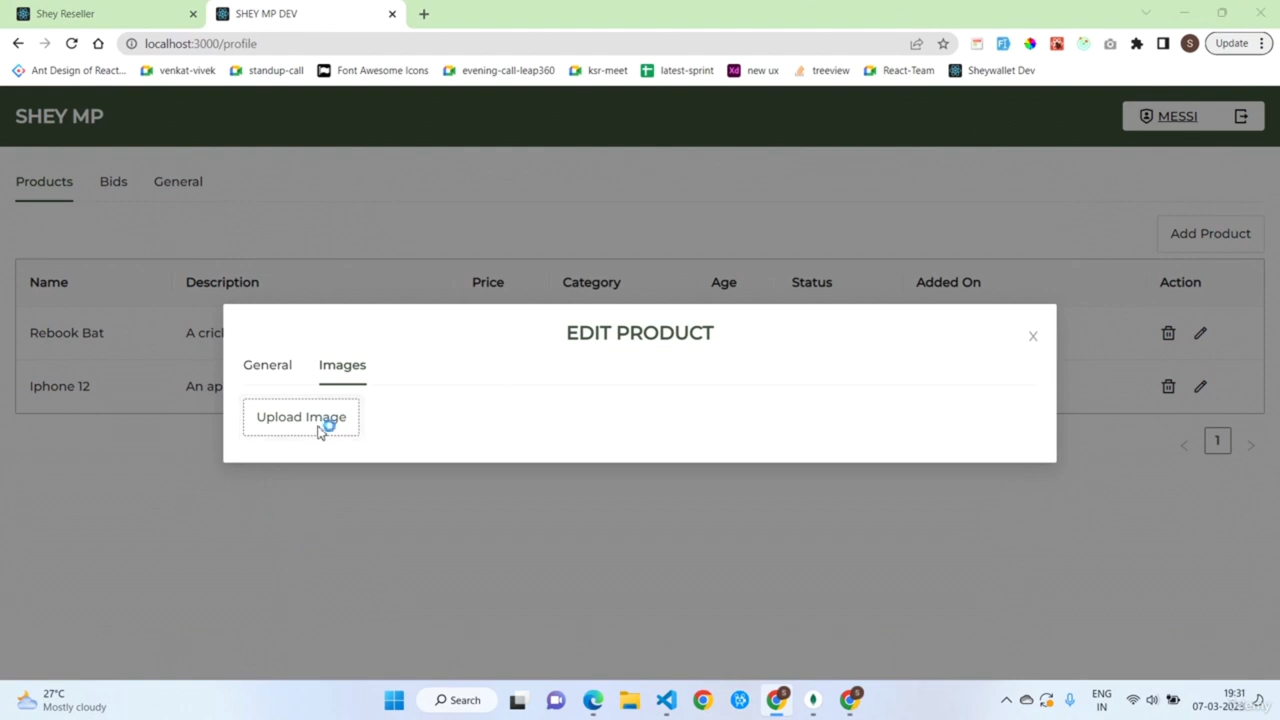 Shey Reseller
SHEY MP DEV
localhost:3000/profile
Update
Ant Design of React...
venkat-vivek
standup-call
Font Awesome Icons
evening-call-leap360
ksr-meet
latest-sprint
new ux
treeview
React-Team
Sheywallet Dev
SHEY MP
MESSI
Products
Bids
General
Add Product
Name
Description
Price
Category
Age
Status
Added On
Action
Rebook Bat
A cric
Iphone 12
An ap
EDIT PRODUCT
X
General
Images
Upload Image
< 1 >
27°C
Mostly cloudy
Search
ENG
IN
19:31
07-03-2023